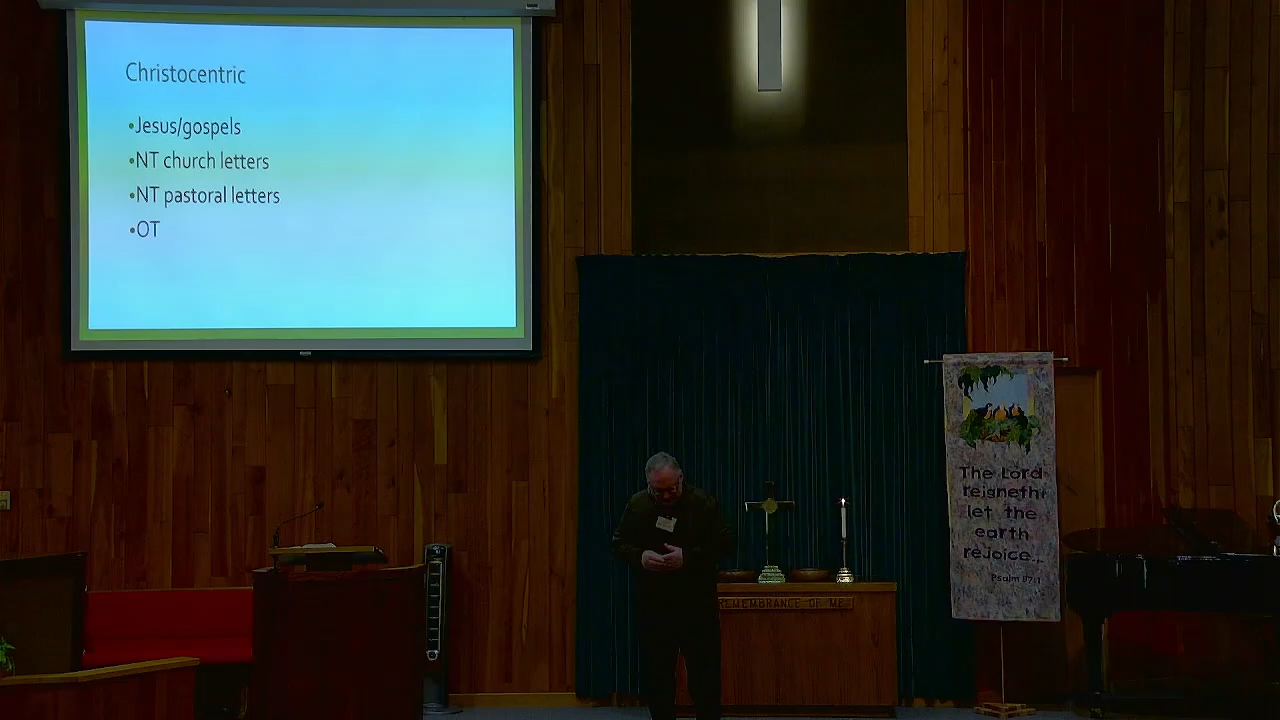 Christocentric
•Jesus/gospels
•NT church letters
•NT pastoral letters
•OT
REMEMBRANCE OF ME
The Lord
reigneth
let the
earth
rejoice...
Psalm 97:1